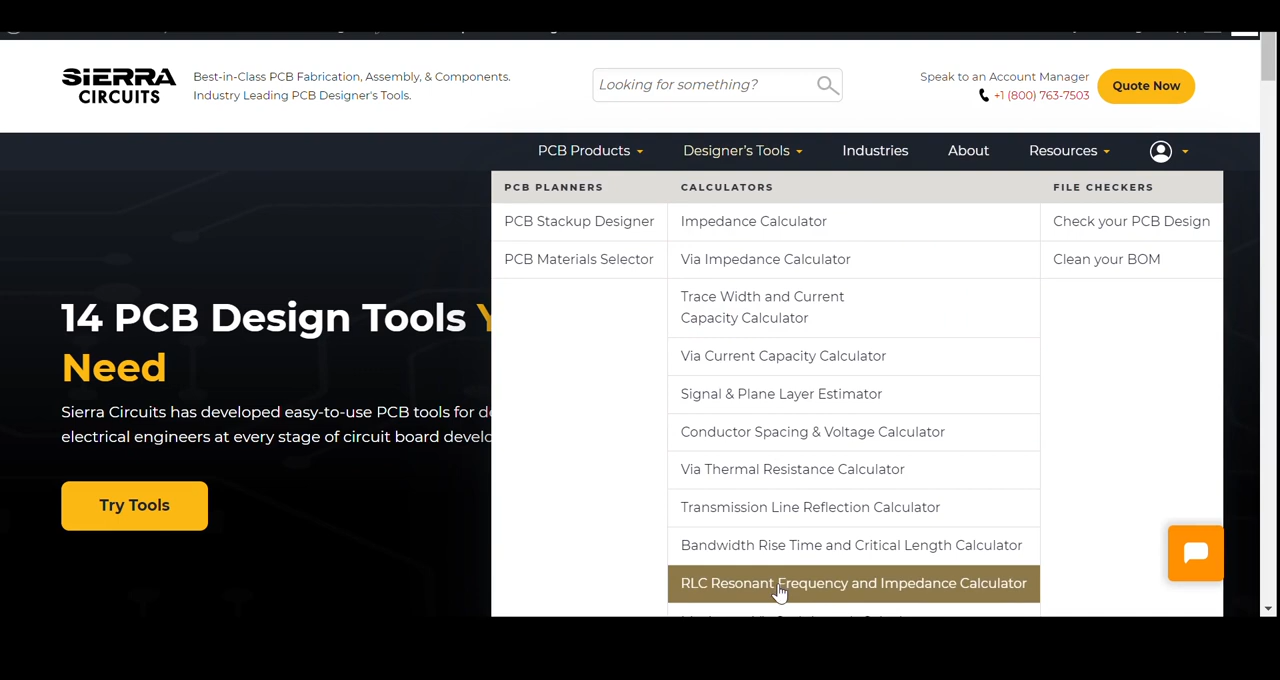 SIERRA
CIRCUITS
Best-in-Class PCB Fabrication, Assembly, & Components.
Industry Leading PCB Designer's Tools.
Looking for something?
Speak to an Account Manager
+1 (800) 763-7503
Quote Now
PCB Products
Designer's Tools
Industries
About
Resources
PCB PLANNERS
CALCULATORS
FILE CHECKERS
PCB Stackup Designer
Impedance Calculator
Check your PCB Design
PCB Materials Selector
Via Impedance Calculator
Clean your BOM
Trace Width and Current
Capacity Calculator
Via Current Capacity Calculator
Signal & Plane Layer Estimator
Conductor Spacing & Voltage Calculator
Via Thermal Resistance Calculator
Transmission Line Reflection Calculator
Bandwidth Rise Time and Critical Length Calculator
RLC Resonant Frequency and Impedance Calculator
14 PCB Design Tools
Need
Sierra Circuits has developed easy-to-use PCB tools for
electrical engineers at every stage of circuit board
Try Tools